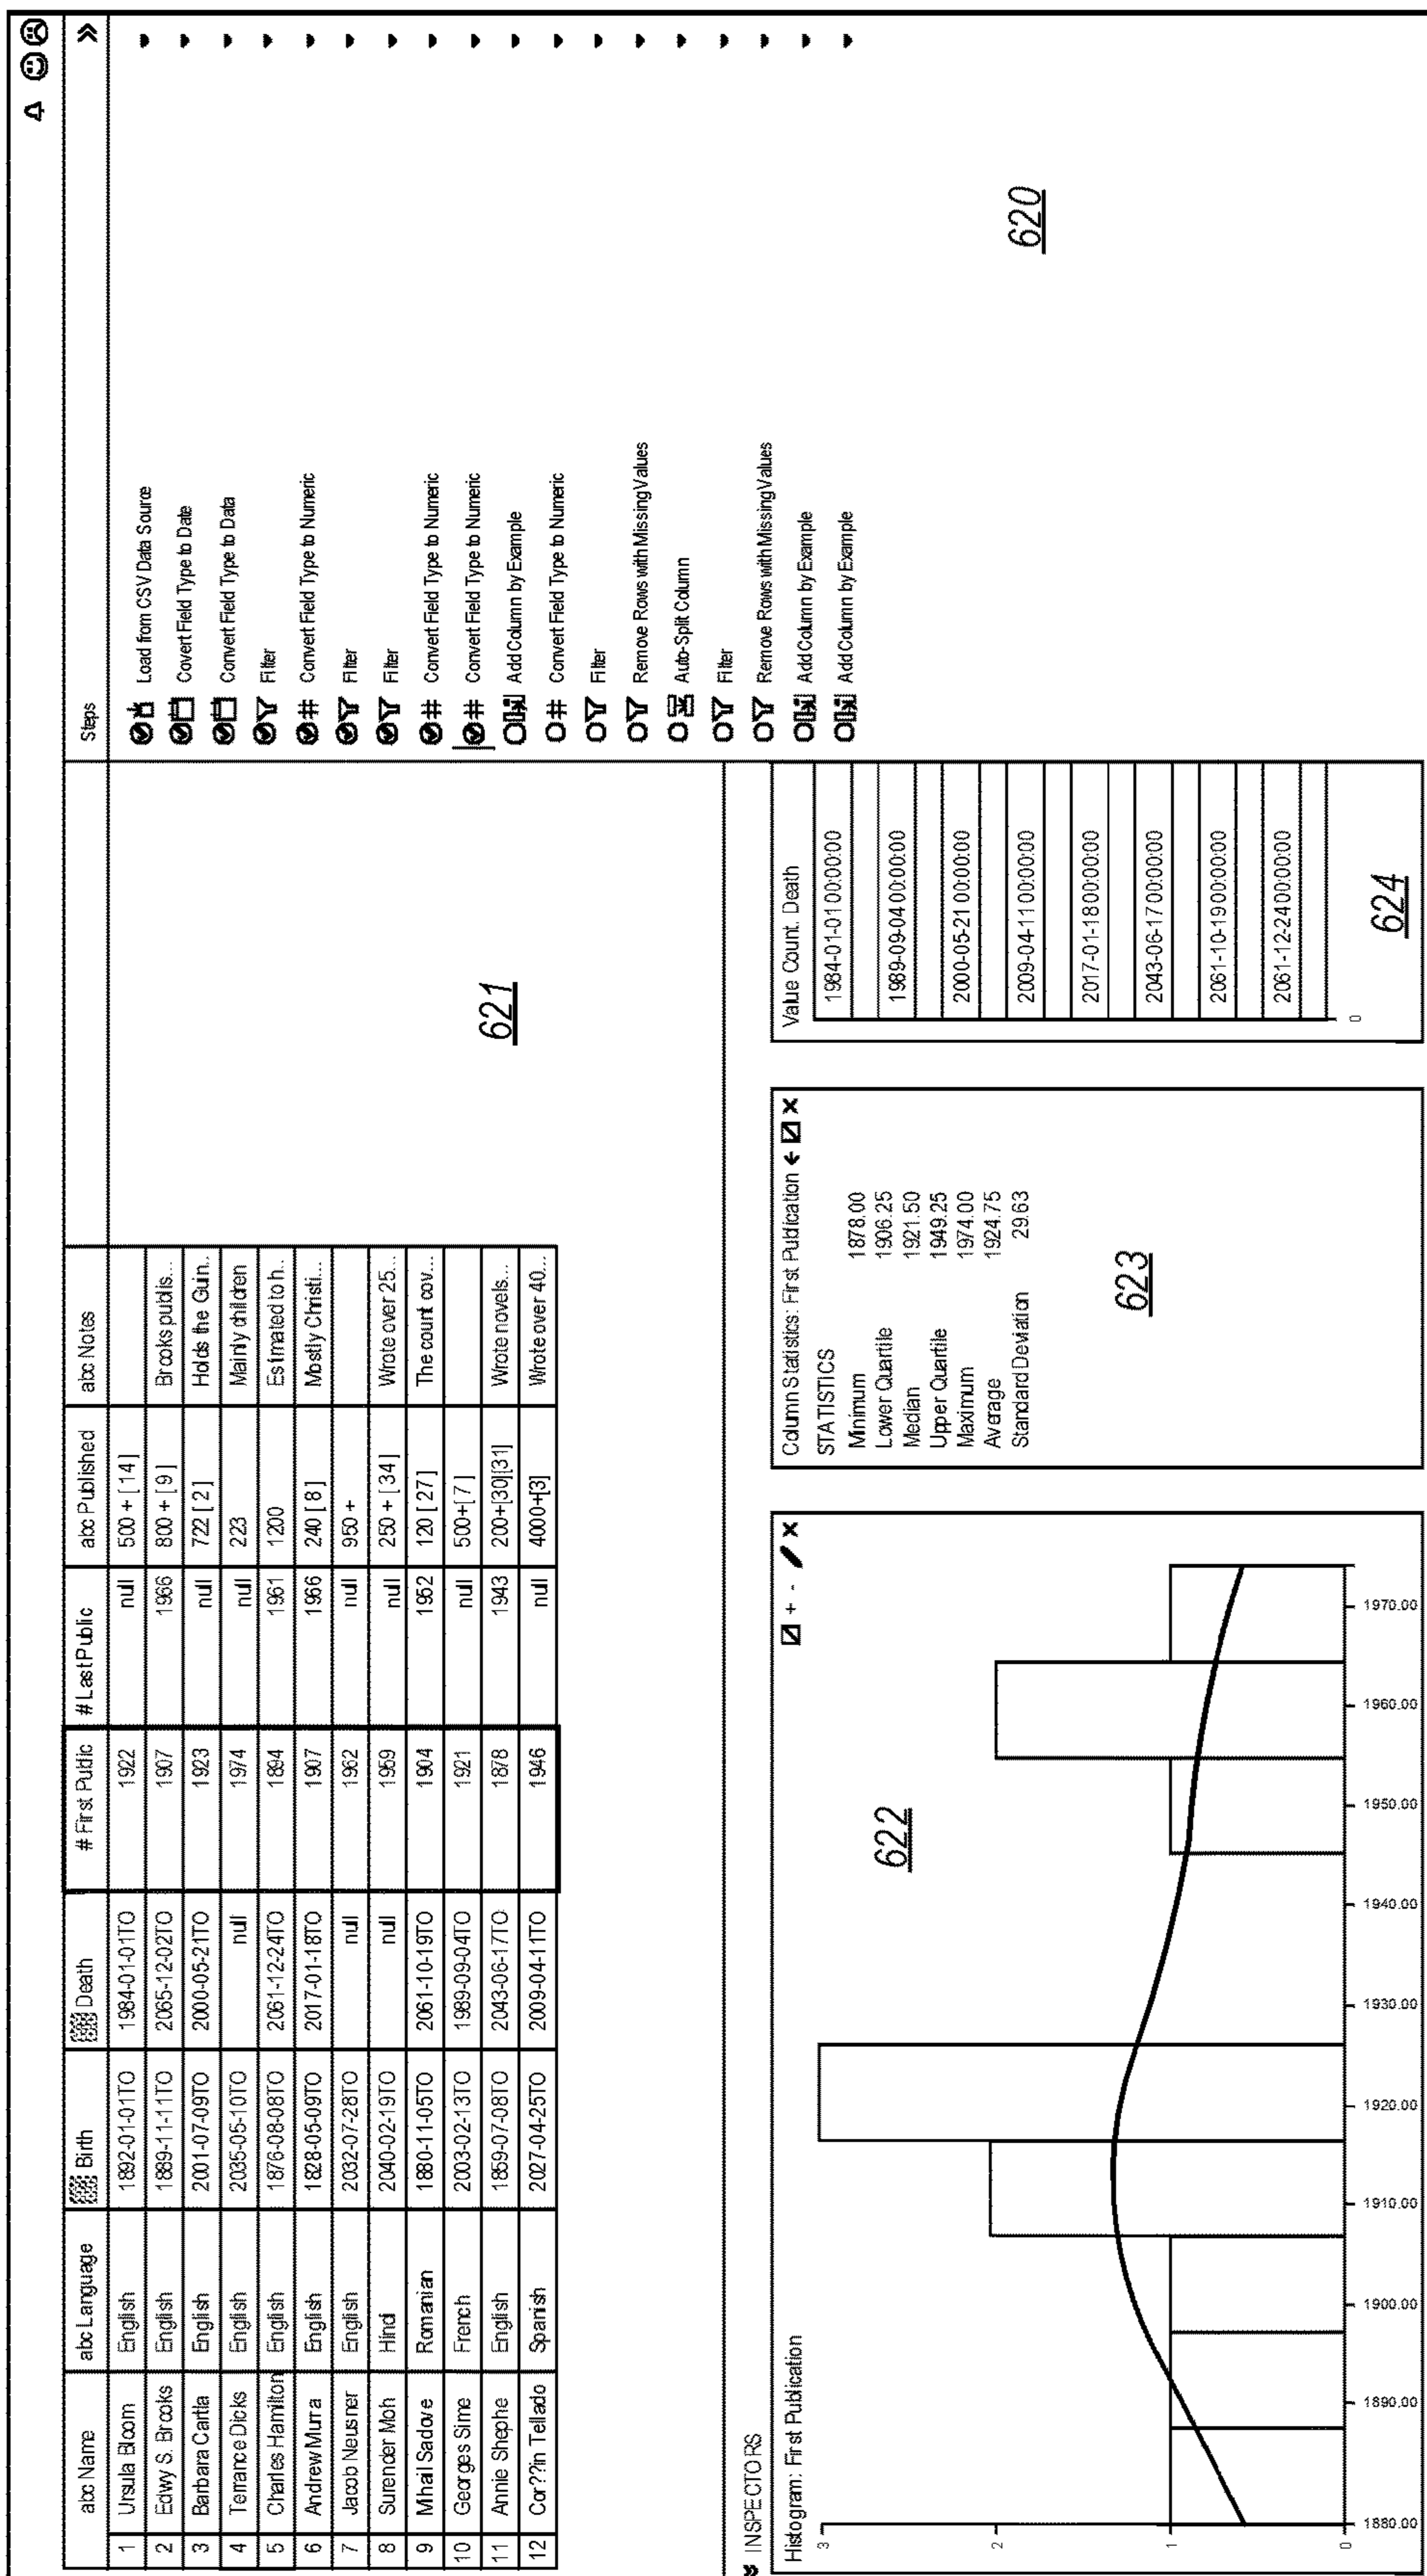 Steps
abc Name abc Language Birth Death # First Public # Last Public abc Published abc Notes
1 Ursula Bloom English 1892-01-01TO 1984-01-01TO 1922 null 500 + [ 14 ]
2 Edwy S. Brooks English 1889-11-11TO 2065-12-02TO 1907 1966 800 + [ 9 ] Brooks publis...
3 Barbara Cartla English 2001-07-09TO 2000-05-21TO 1923 null 722 [ 2 ] Holds the Guin..
4 Terrance Dicks English 2035-05-10TO null 1974 null 223 Mainly children
5 Charles Hamilton English 1876-08-08TO 2061-12-24TO 1894 1961 1200 Estimated to h..
6 Andrew Murra English 1828-05-09TO 2017-01-18TO 1907 1966 240 [ 8 ] Mostly Christi...
7 Jacob Neusner English 2032-07-28TO null 1962 null 950 +
8 Surender Moh Hindi 2040-02-19TO null 1959 null 250 + [ 34 ] Wrote over 25...
9 Mihail Sadove Romanian 1880-11-05TO 2061-10-19TO 1904 1952 120 [ 27 ] The count cov...
10 Georges Sime French 2003-02-13TO 1989-09-04TO 1921 null 500+[ 7 ]
11 Annie Shephe English 1859-07-08TO 2043-06-17TO 1878 1943 200+[30][31] Wrote novels...
12 Cor??in Tellado Spanish 2027-04-25TO 2009-04-11TO 1946 null 4000+[3] Wrote over 40...
621
Load from CSV Data Source
Covert Field Type to Date
Convert Field Type to Data
Filter
# Convert Field Type to Numeric
Filter
Filter
# Convert Field Type to Numeric
# Convert Field Type to Numeric
Add Column by Example
# Convert Field Type to Numeric
Filter
Remove Rows with Missing Values
Auto-Split Column
Filter
Remove Rows with Missing Values
Add Column by Example
Add Column by Example
620
INSPECTORS
Histogram: First Publication + - X
3
2
1
0
1880.00 1890.00 1900.00 1910.00 1920.00 1930.00 1940.00 1950.00 1960.00 1970.00
622
Column Statistics: First Publication X
STATISTICS
Minimum 1878.00
Lower Quartile 1906.25
Median 1921.50
Upper Quartile 1949.25
Maximum 1974.00
Average 1924.75
Standard Deviation 29.63
623
Value Count. Death
1984-01-01 00:00:00
1989-09-04 00:00:00
2000-05-21 00:00:00
2009-04-11 00:00:00
2017-01-18 00:00:00
2043-06-17 00:00:00
2061-10-19 00:00:00
2061-12-24 00:00:00
0
624